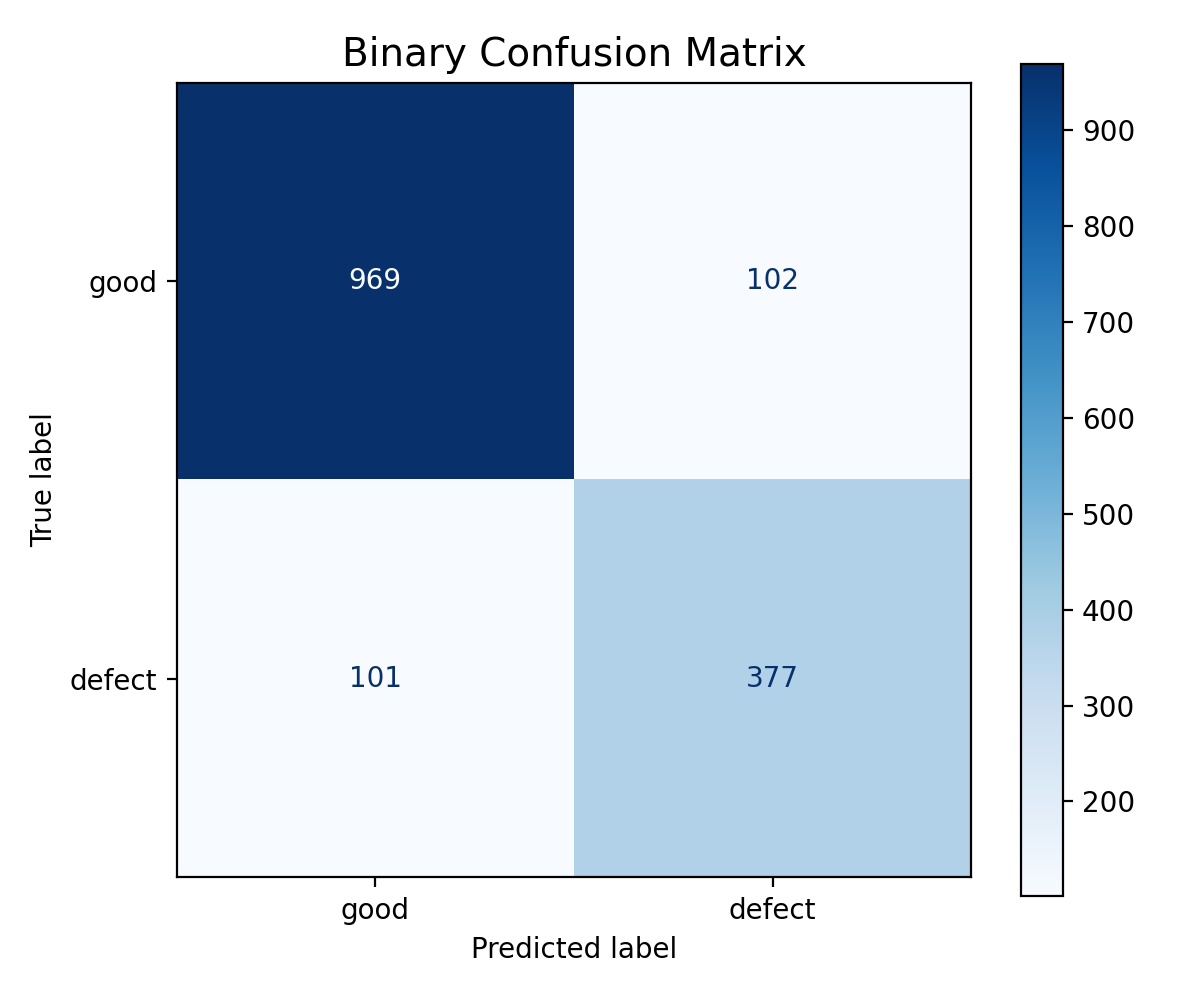 Binary Confusion Matrix
True label
good
defect
969
102
101
377
good
defect
Predicted label
900
800
700
600
500
400
300
200